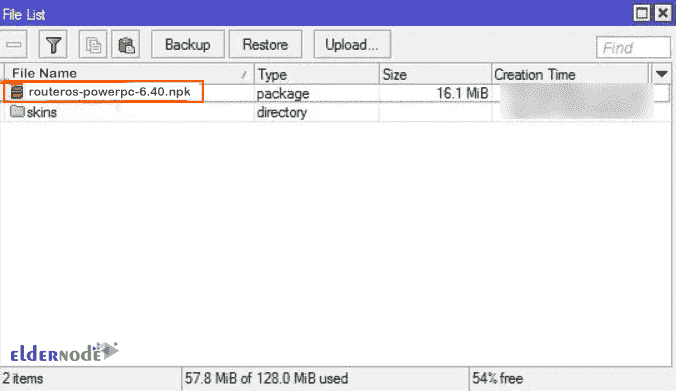 File List
Backup Restore Upload... Find
File Name Type Size Creation Time
routeros-powerpc-6.40.npk package 16.1 MiB
skins directory
eLDERNODE
2 items 57.8 MiB of 128.0 MiB used 54% free